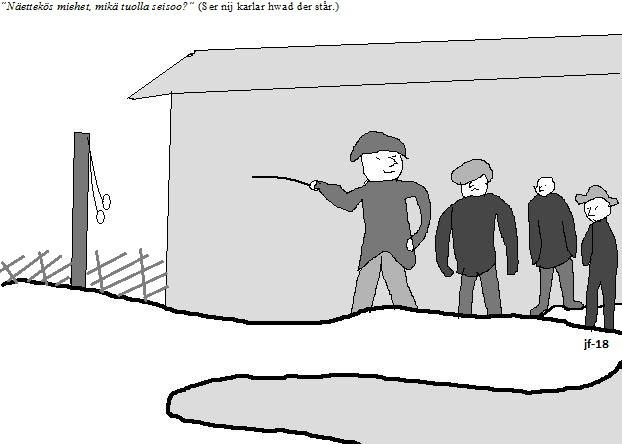 "Näettekös miehet, mikä tuolla seisoo?" (Ser nij karlar hwad der står.)
jf-18